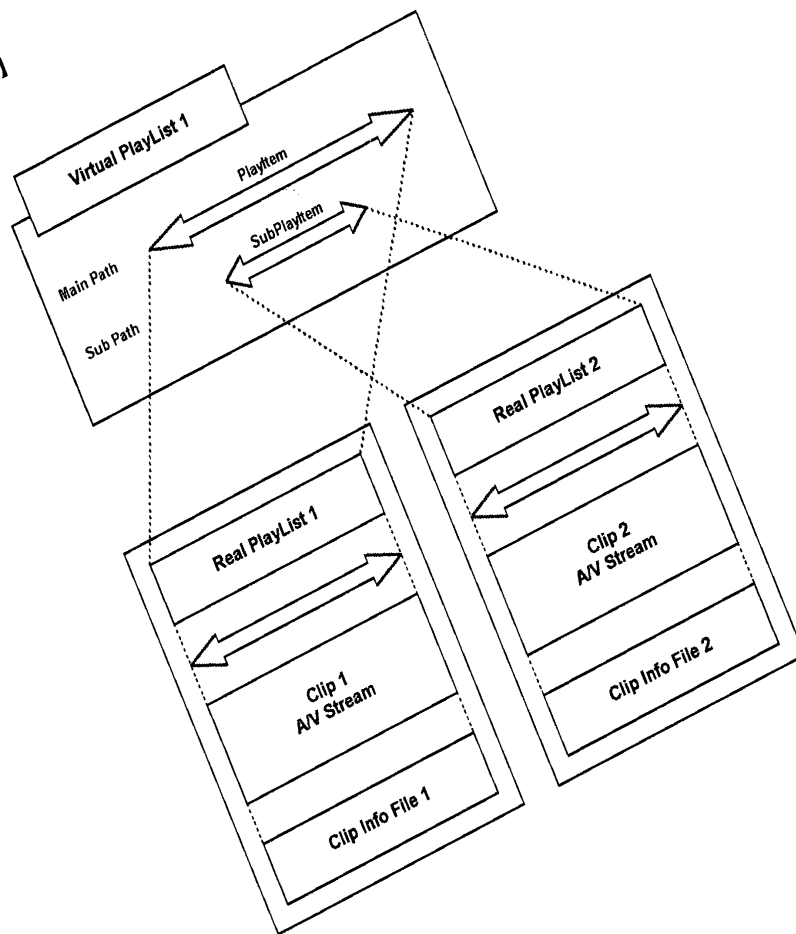 Virtual PlayList 1
PlayItem
SubPlayItem
Main Path
Sub Path
Real PlayList 1
Clip 1
A/V Stream
Clip Info File 1
Real PlayList 2
Clip 2
A/V Stream
Clip Info File 2